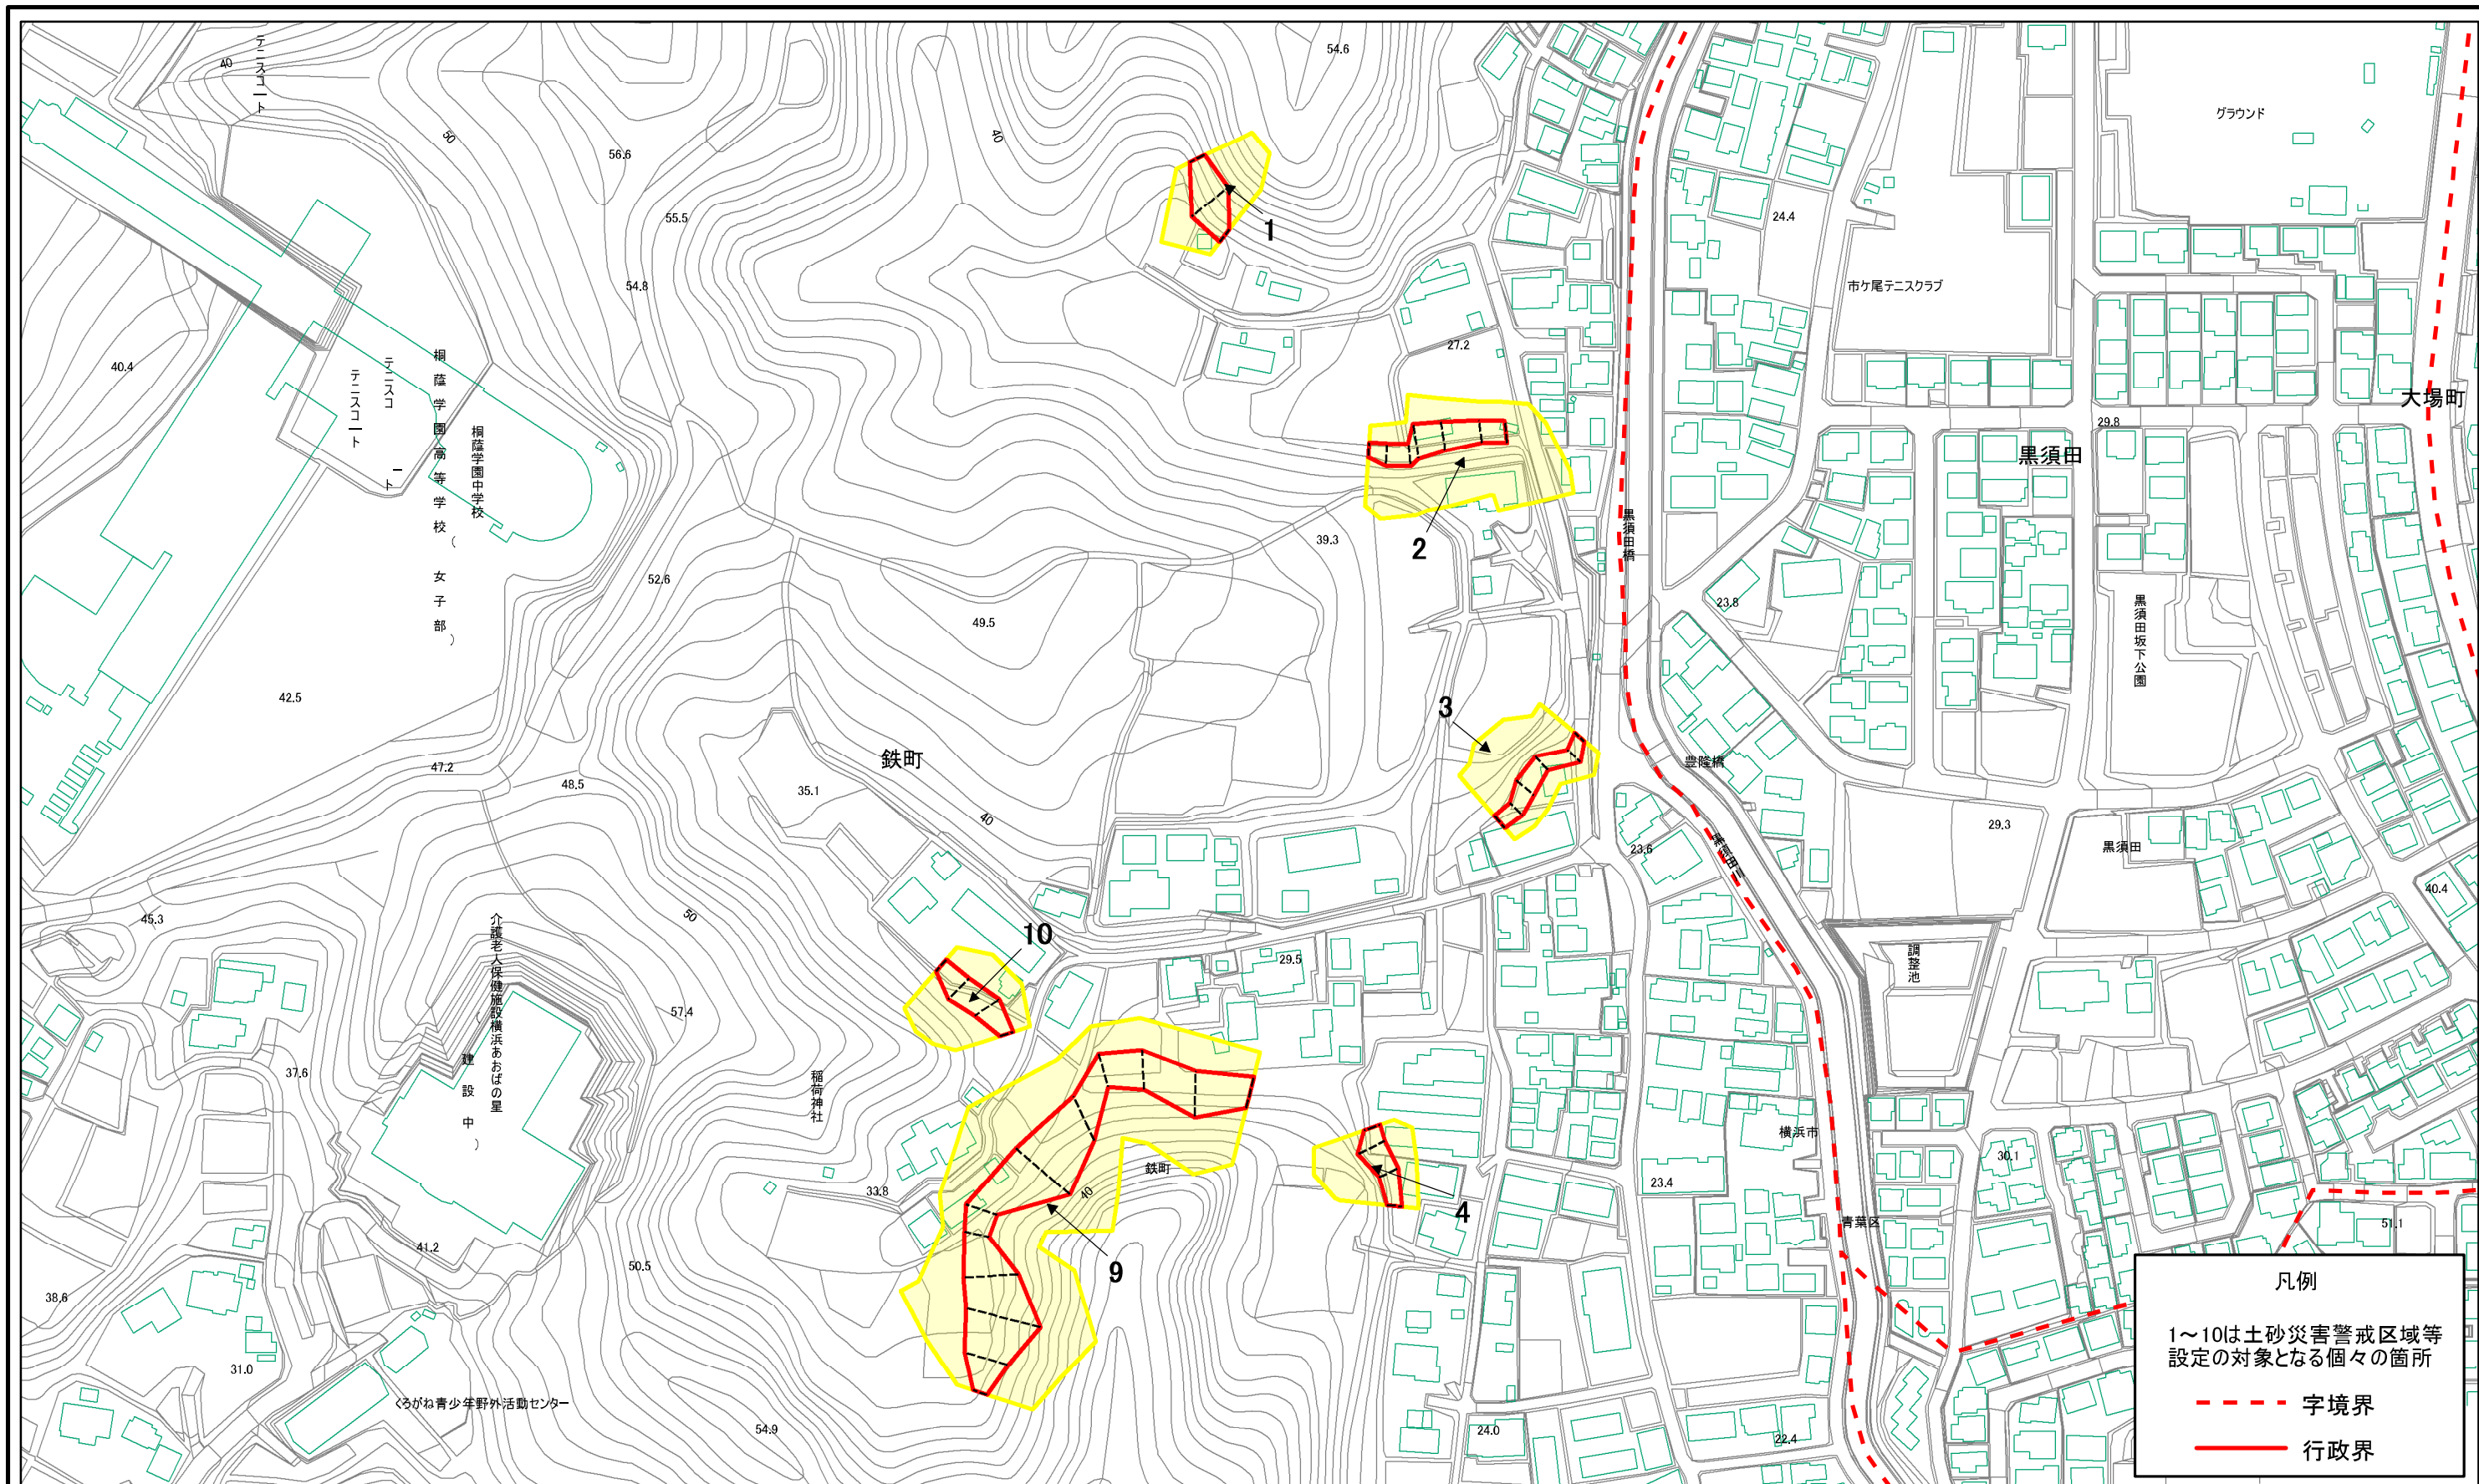 テニスコート
40
50
56.6
55.5
54.8
40
54.6
1
24.4
グラウンド
市ケ尾テニスクラブ
27.2
40.4
テニスコート
テニスコート
桐蔭学園高等学校(女子部)
桐蔭学園中学校
大場町
29.8
黒須田
黒須田橋
2
39.3
52.6
49.5
23.8
黒須田坂下公園
42.5
3
鉄町
豊隆橋
47.2
48.5
35.1
40
29.3
23.6
黒須田川
黒須田
40.4
50
45.3
介護老人保健施設横浜あおばの星
(建設中)
10
29.5
調整池
57.4
37.6
稲荷神社
横浜市
30.1
鉄町
33.8
40
23.4
4
青葉区
51.1
41.2
50.5
9
38.6
31.0
くろがね青少年野外活動センター
54.9
24.0
22.4
凡例
1～10は土砂災害警戒区域等
設定の対象となる個々の箇所
字境界
行政界